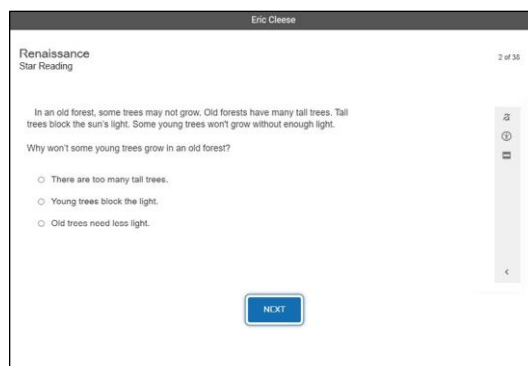 Eric Cleese
Renaissance
Star Reading
2 of 38
In an old forest, some trees may not grow. Old forests have many tall trees. Tall
trees block the sun's light. Some young trees won't grow without enough light.
Why won't some young trees grow in an old forest?
There are too many tall trees.
Young trees block the light.
Old trees need less light.
NEXT